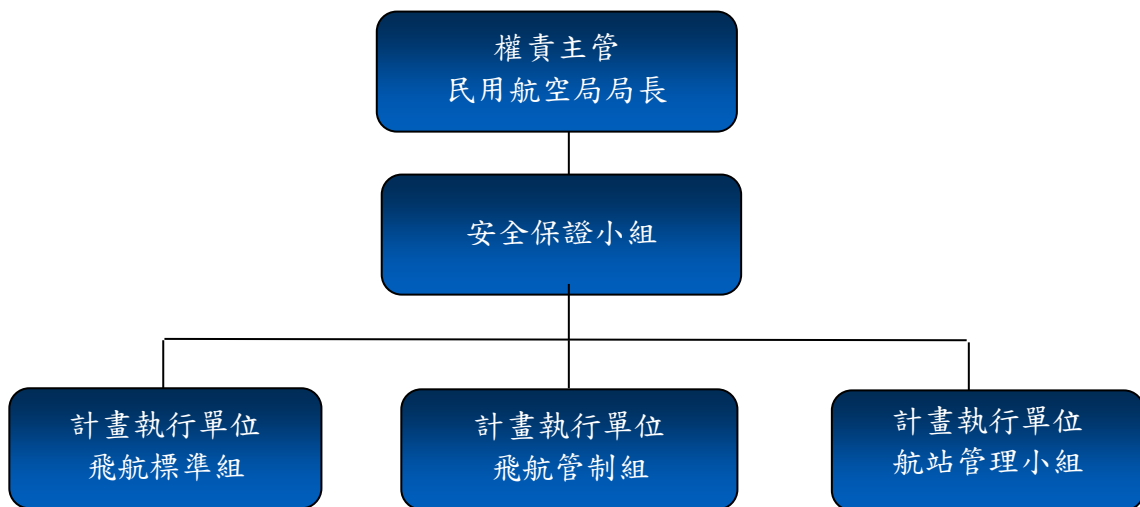 權責主管
民用航空局局長
安全保證小組
計畫執行單位
飛航標準組
計畫執行單位
飛航管制組
計畫執行單位
航站管理小組